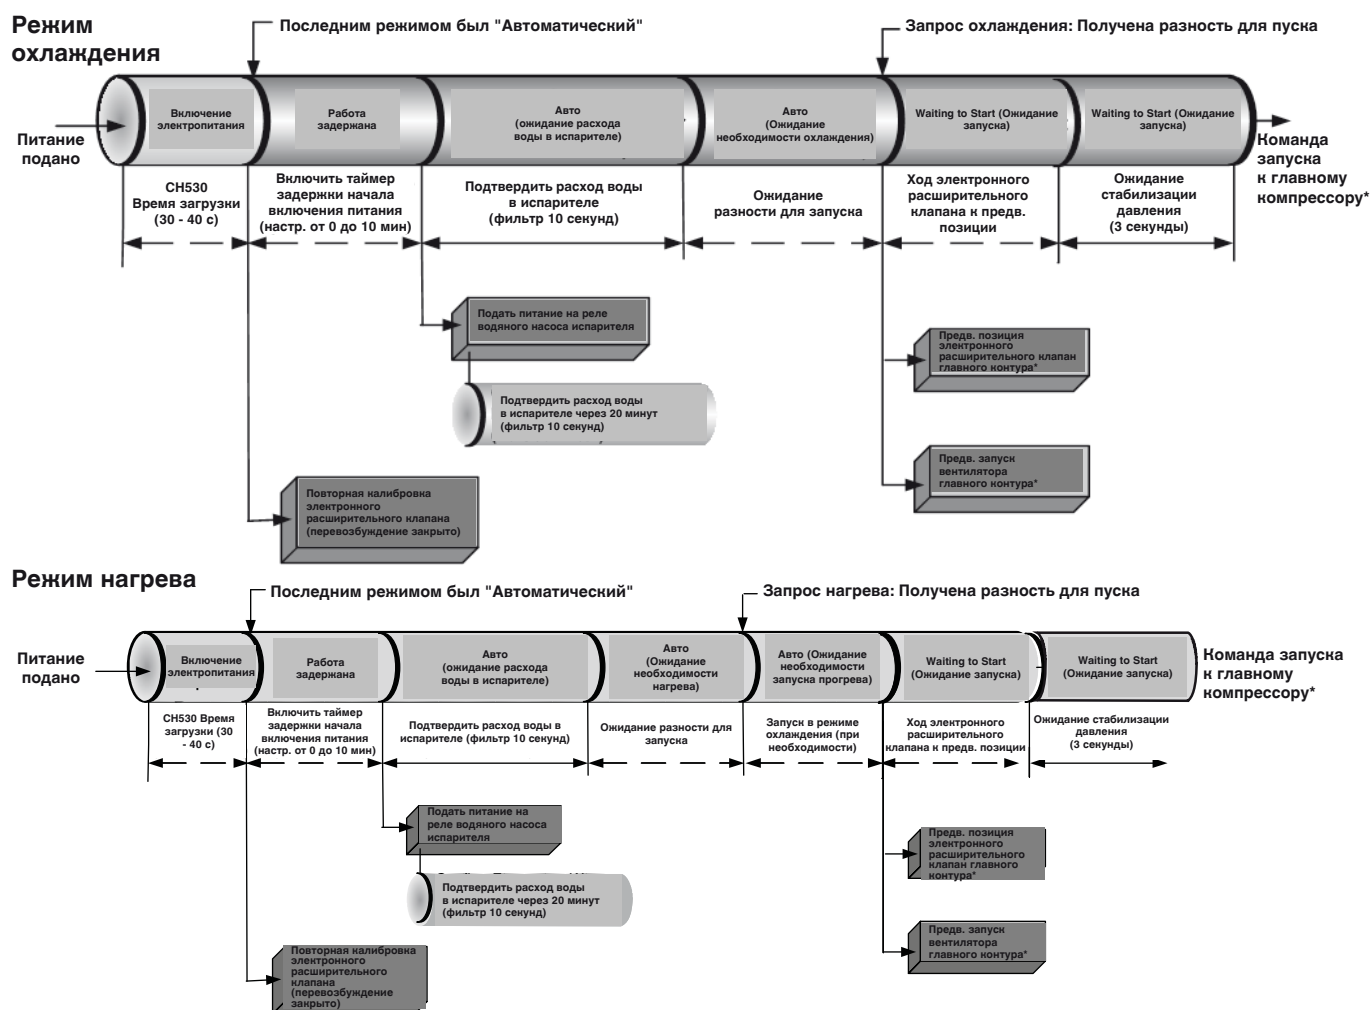 Режим
охлаждения
Последним режимом был "Автоматический"
Запрос охлаждения: Получена разность для пуска
Питание
подано
Включение
электропитания
Работа
задержана
Авто
(ожидание расхода
воды в испарителе)
Авто
(Ожидание
необходимости охлаждения)
Waiting to Start (Ожидание
запуска)
Waiting to Start (Ожидание
запуска)
Команда
запуска
к главному
компрессору*
CH530
Время загрузки
(30 - 40 с)
Включить таймер
задержки начала
включения питания
(настр. от 0 до 10 мин)
Подтвердить расход воды
в испарителе
(фильтр 10 секунд)
Ожидание
разности для запуска
Ход электронного
расширительного
клапана к предв.
позиции
Ожидание
стабилизации
давления
(3 секунды)
Подать питание на реле
водяного насоса испарителя
Подтвердить расход воды
в испарителе через 20 минут
(фильтр 10 секунд)
Повторная калибровка
электронного
расширительного клапана
(перевозбуждение закрыто)
Предв. позиция
электронного
расширительного клапан
главного контура*
Предв. запуск
вентилятора
главного контура*
Режим нагрева
Последним режимом был "Автоматический"
Запрос нагрева: Получена разность для пуска
Питание
подано
Включение
электропитания
Работа
задержана
Авто
(ожидание расхода
воды в испарителе)
Авто
(Ожидание
необходимости
нагрева)
Авто (Ожидание
необходимости
запуска прогрева)
Waiting to Start
(Ожидание запуска)
Waiting to Start
(Ожидание запуска)
Команда запуска
к главному
компрессору*
CH530 Время
загрузки (30
- 40 с)
Включить таймер
задержки начала
включения питания
(настр. от 0 до 10 мин)
Подтвердить расход воды в
испарителе (фильтр 10 секунд)
Ожидание разности для
запуска
Запуск в режиме
охлаждения (при
необходимости)
Ход электронного
расширительного
клапана к предв. позиции
Ожидание стабилизации
давления
(3 секунды)
Подать питание на
реле водяного насоса
испарителя
Подтвердить расход воды
в испарителе через 20 минут
(фильтр 10 секунд)
Повторная калибровка
электронного
расширительного
клапана
(перевозбуждение
закрыто)
Предв. позиция
электронного
расширительного
клапан главного
контура*
Предв. запуск
вентилятора
главного контура*